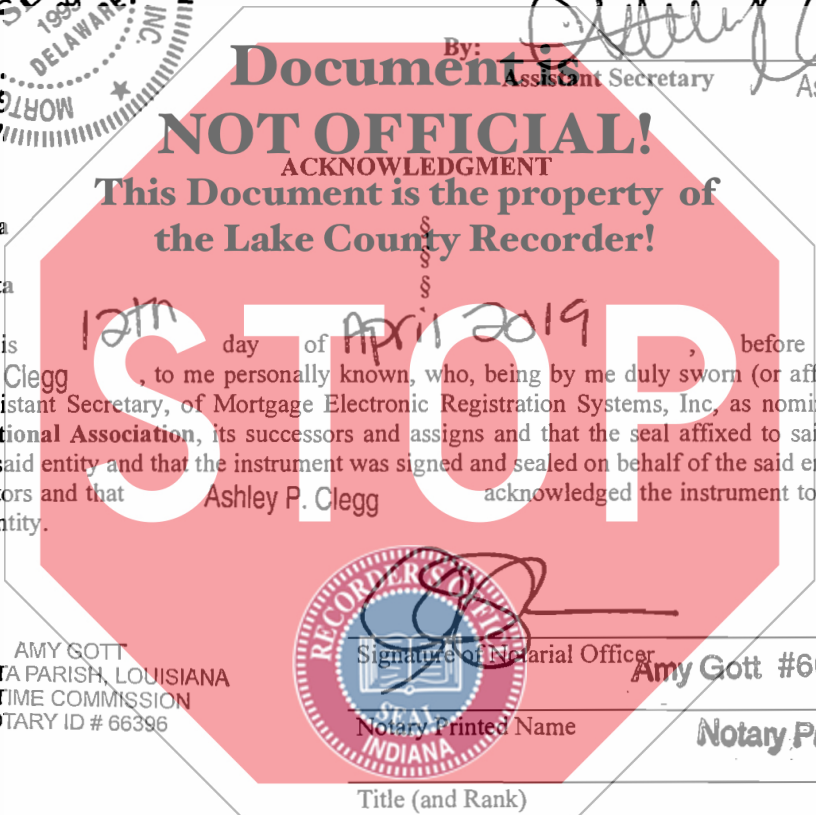 1999
DELAWARE
INC.
MORTG
By:
Assistant Secretary
As
Document is
NOT OFFICIAL!
ACKNOWLEDGMENT
This Document is the property of
the Lake County Recorder!
§
§
§
STOP
is 12th day of April 2019, before
Clegg, to me personally known, who, being by me duly sworn (or aff
istant Secretary, of Mortgage Electronic Registration Systems, Inc, as nomi
tional Association, its successors and assigns and that the seal affixed to sai
said entity and that the instrument was signed and sealed on behalf of the said en
ors and that Ashley P. Clegg acknowledged the instrument to
ntity.
RECORDER'S OFFICE
SEAL
INDIANA
AMY GOTT
TA PARISH, LOUISIANA
TIME COMMISSION
TARY ID # 66396
Signature of Notarial Officer
Amy Gott #6
Notary Printed Name
Notary P
Title (and Rank)